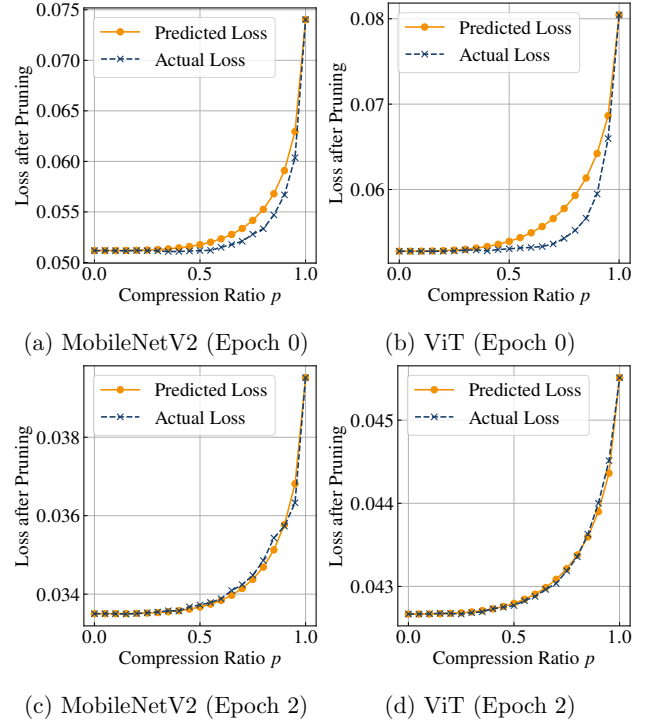 0.075
0.070
0.065
0.060
0.055
0.050
Loss after Pruning
Predicted Loss
Actual Loss
0.0
0.5
1.0
Compression Ratio p
(a) MobileNetV2 (Epoch 0)
0.08
0.07
0.06
Loss after Pruning
Predicted Loss
Actual Loss
0.0
0.5
1.0
Compression Ratio p
(b) ViT (Epoch 0)
0.038
0.036
0.034
Loss after Pruning
Predicted Loss
Actual Loss
0.0
0.5
1.0
Compression Ratio p
(c) MobileNetV2 (Epoch 2)
0.045
0.044
0.043
Loss after Pruning
Predicted Loss
Actual Loss
0.0
0.5
1.0
Compression Ratio p
(d) ViT (Epoch 2)